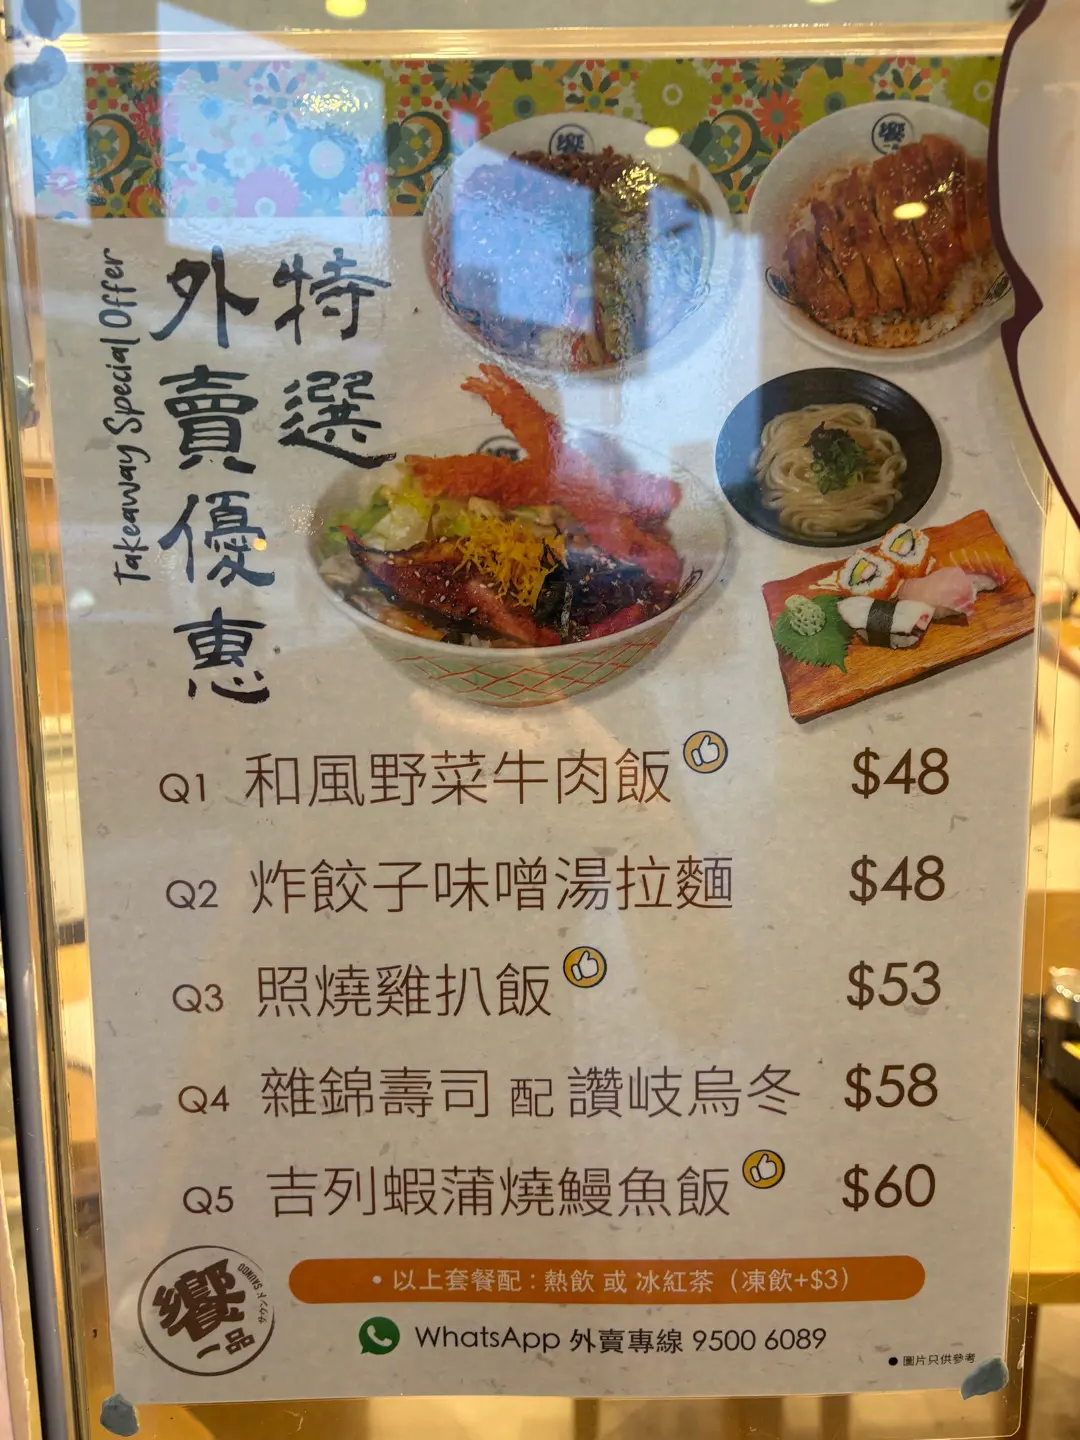 特選
外賣優惠
Takeaway Special Offer
Q1 和風野菜牛肉飯 $48
Q2 炸餃子味噌湯拉麵 $48
Q3 照燒雞扒飯 $53
Q4 雜錦壽司 配 讚岐烏冬 $58
Q5 吉列蝦蒲燒鰻魚飯 $60
• 以上套餐配 : 熱飲 或 冰紅茶（凍飲+$3）
饗一品
WhatsApp 外賣專線 9500 6089
● 圖片只供參考